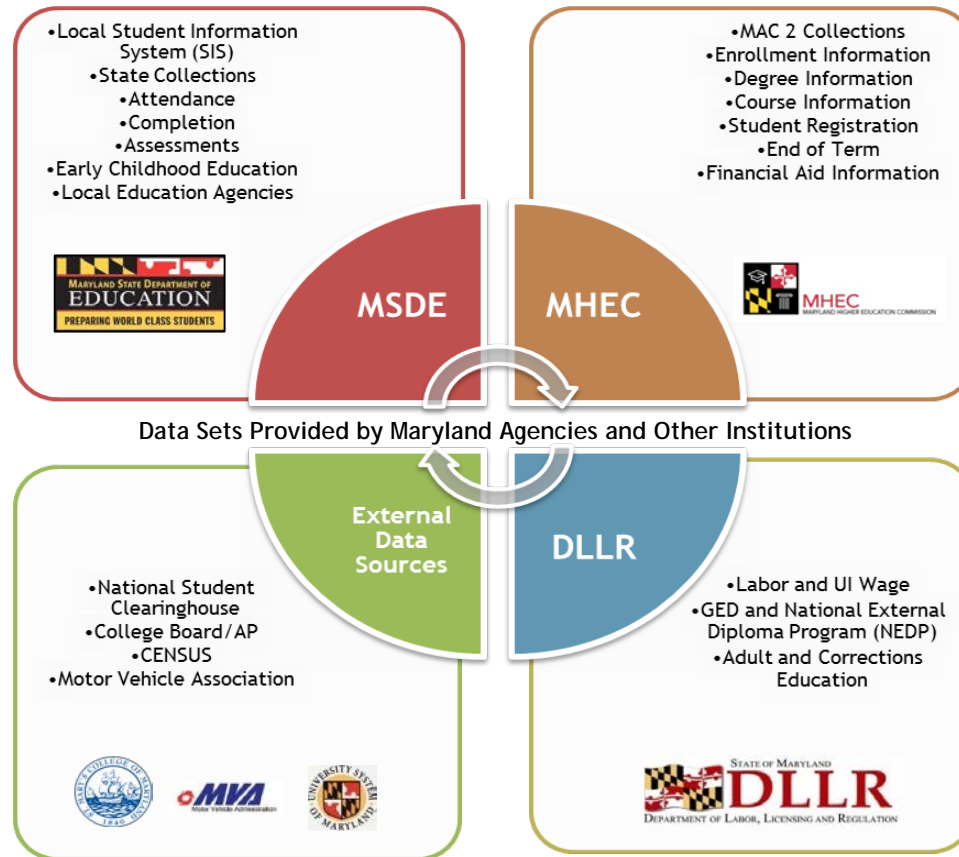 •Local Student Information
System (SIS)
•State Collections
•Attendance
•Completion
•Assessments
•Early Childhood Education
•Local Education Agencies
MARYLAND STATE DEPARTMENT OF
EDUCATION
PREPARING WORLD CLASS STUDENTS
MSDE
•MAC 2 Collections
•Enrollment Information
•Degree Information
•Course Information
•Student Registration
•End of Term
•Financial Aid Information
MHEC
MARYLAND HIGHER EDUCATION COMMISSION
MHEC
Data Sets Provided by Maryland Agencies and Other Institutions
External
Data
Sources
•National Student
Clearinghouse
•College Board/AP
•CENSUS
•Motor Vehicle Association
ST MARY'S COLLEGE OF MARYLAND
1840
MVA
Motor Vehicle Administration
UNIVERSITY SYSTEM
OF MARYLAND
DLLR
•Labor and UI Wage
•GED and National External
Diploma Program (NEDP)
•Adult and Corrections
Education
STATE OF MARYLAND
DLLR
DEPARTMENT OF LABOR, LICENSING AND REGULATION